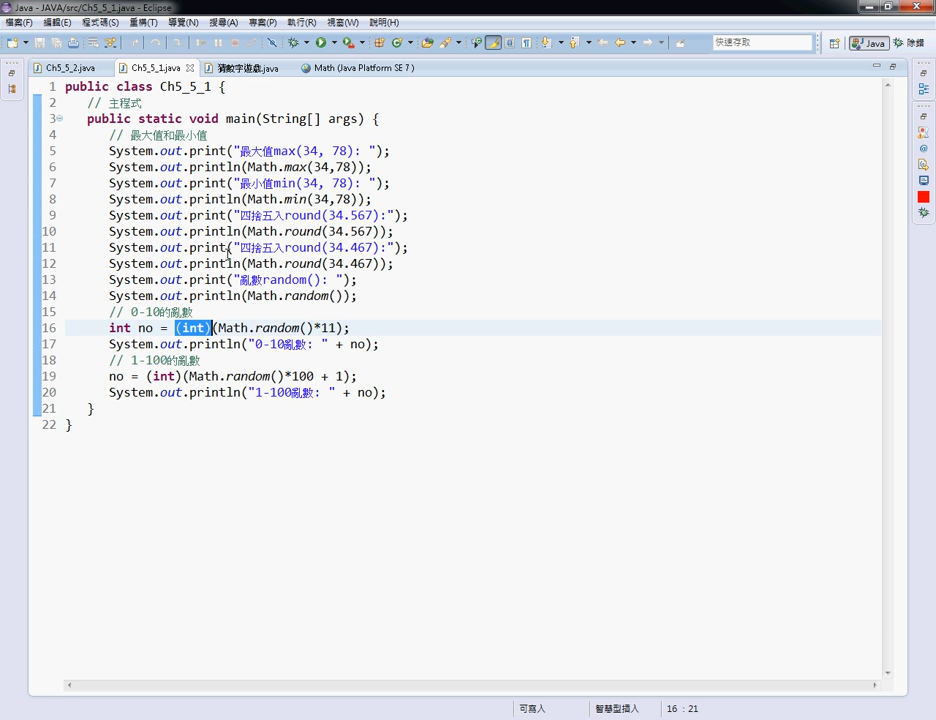 Java - JAVA/src/Ch5_5_1.java - Eclipse
檔案(F) 編輯(E) 程式碼(S) 重構(T) 導覽(N) 搜尋(A) 專案(P) 執行(R) 視窗(W) 說明(H)
快速存取 Java 除錯
Ch5_5_2.java Ch5_5_1.java 猜數字遊戲.java Math (Java Platform SE 7 )
1 public class Ch5_5_1 {
2 // 主程式
3 public static void main(String[] args) {
4 // 最大值和最小值
5 System.out.print("最大值max(34, 78): ");
6 System.out.println(Math.max(34,78));
7 System.out.print("最小值min(34, 78): ");
8 System.out.println(Math.min(34,78));
9 System.out.print("四捨五入round(34.567):");
10 System.out.println(Math.round(34.567));
11 System.out.print("四捨五入round(34.467):");
12 System.out.println(Math.round(34.467));
13 System.out.print("亂數random(): ");
14 System.out.println(Math.random());
15 // 0-10的亂數
16 int no = (int)(Math.random()*11);
17 System.out.println("0-10亂數: " + no);
18 // 1-100的亂數
19 no = (int)(Math.random()*100 + 1);
20 System.out.println("1-100亂數: " + no);
21 }
22 }
可寫入 智慧型插入 16 : 21